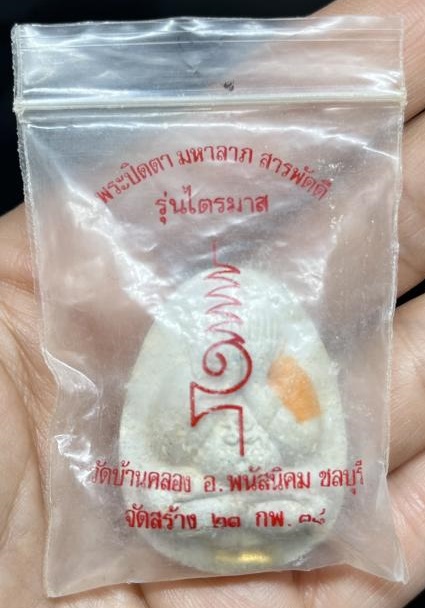 พระปิดตา มหาลาภ สารพัดดี
รุ่นไตรมาส
วัดบ้านคลอง อ. พนัสนิคม ชลบุรี
จัดสร้าง ๒๓ กพ. ๓๘